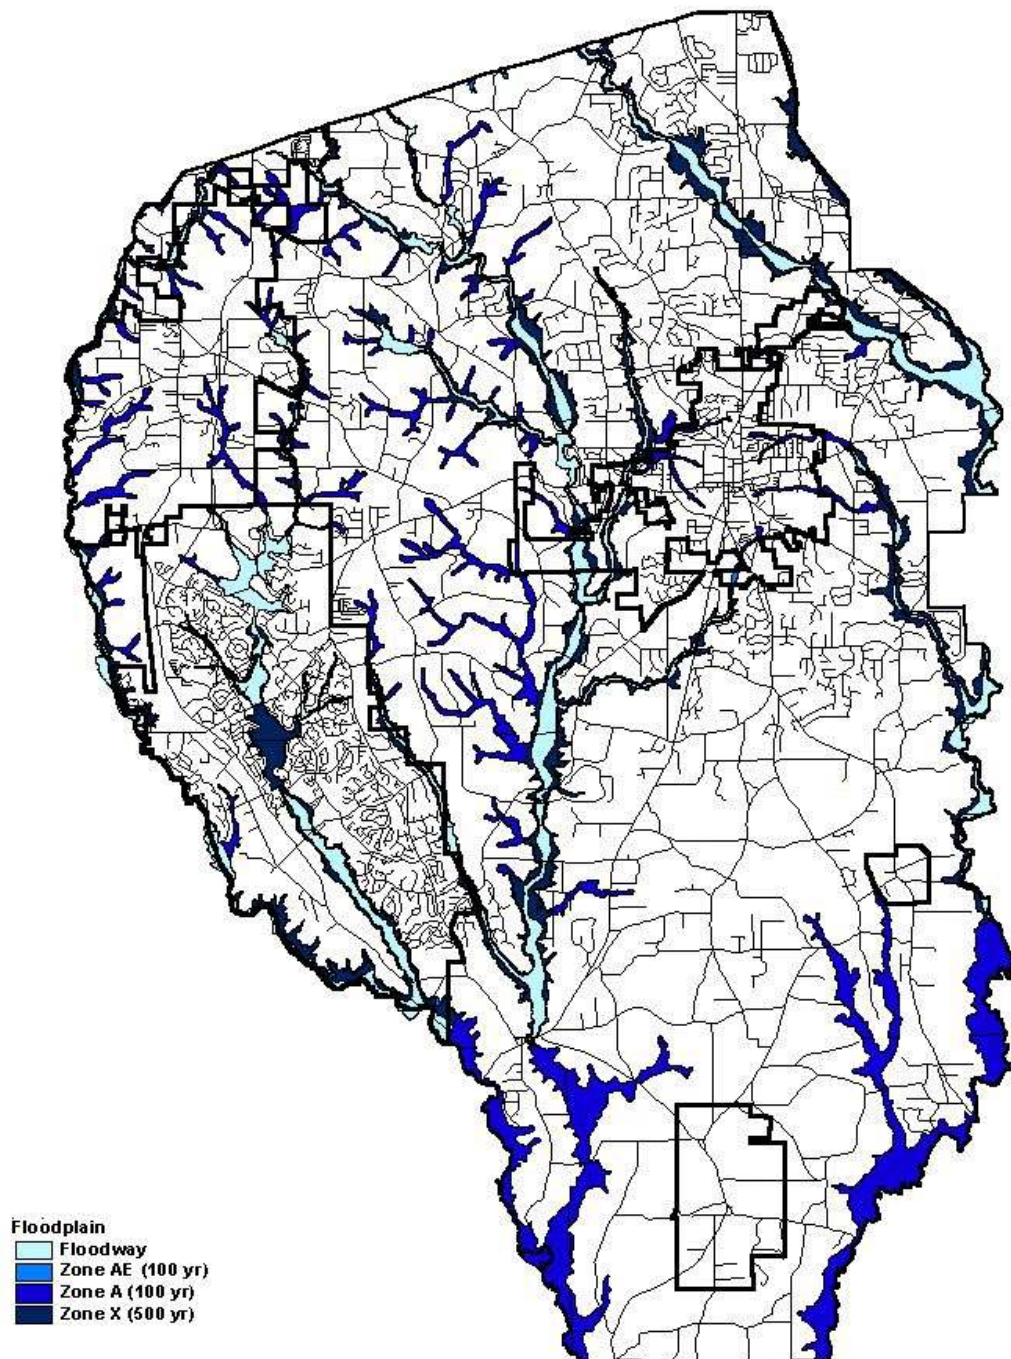 Floodplain
Floodway
Zone AE (100 yr)
Zone A (100 yr)
Zone X (500 yr)